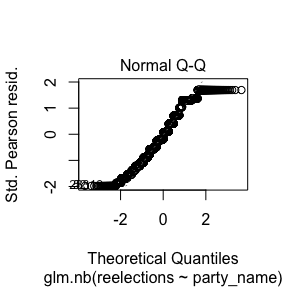 Normal Q-Q
Std. Pearson resid.
2
1
0
-2
-2
0
2
Theoretical Quantiles
glm.nb(reelections ~ party_name)